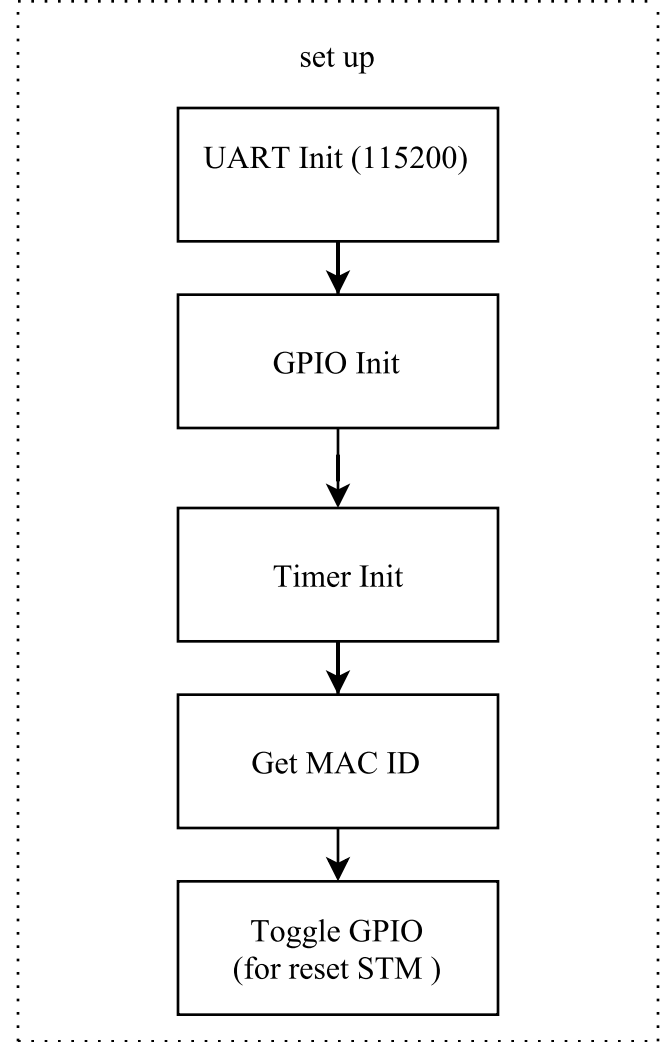 set up
UART Init (115200)
GPIO Init
Timer Init
Get MAC ID
Toggle GPIO
(for reset STM )